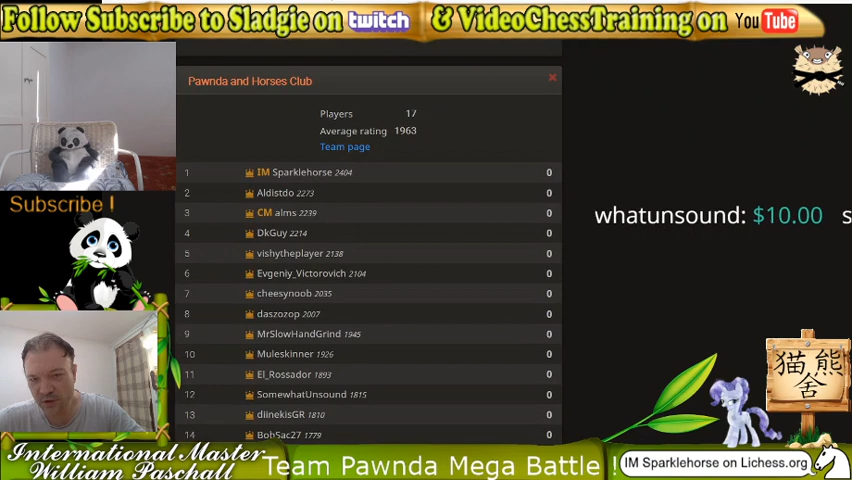 Follow Subscribe to Sladgie on twitch & VideoChessTraining on YouTube
Pawnda and Horses Club
Players 17
Average rating 1963
Team page
1 IM Sparklehorse 2404 0
2 Aldistdo 2273 0
3 CM alms 2239 0
4 DkGuy 2214 0
5 vishytheplayer 2138 0
6 Evgeniy_Victorovich 2104 0
7 cheesynoob 2035 0
8 daszozop 2007 0
9 MrSlowHandGrind 1945 0
10 Muleskinner 1926 0
11 El_Rossador 1893 0
12 SomewhatUnsound 1815 0
13 diinekisGR 1810 0
14 BobSac27 1779 0
whatunsound: $10.00 s
Subscribe !
猫熊
舍
International Master
William Paschall
Team Pawnda Mega Battle !
IM Sparklehorse on Lichess.org